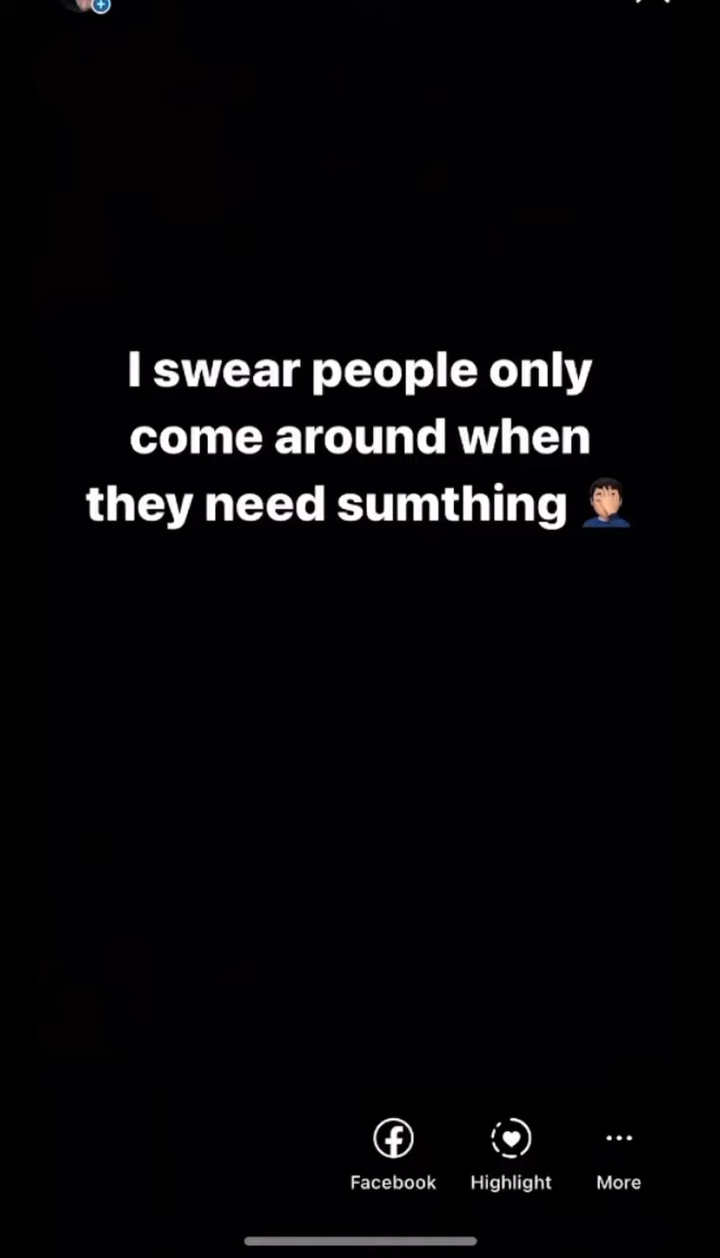 I swear people only
come around when
they need sumthing 🤦🏻‍♂️
Facebook Highlight More